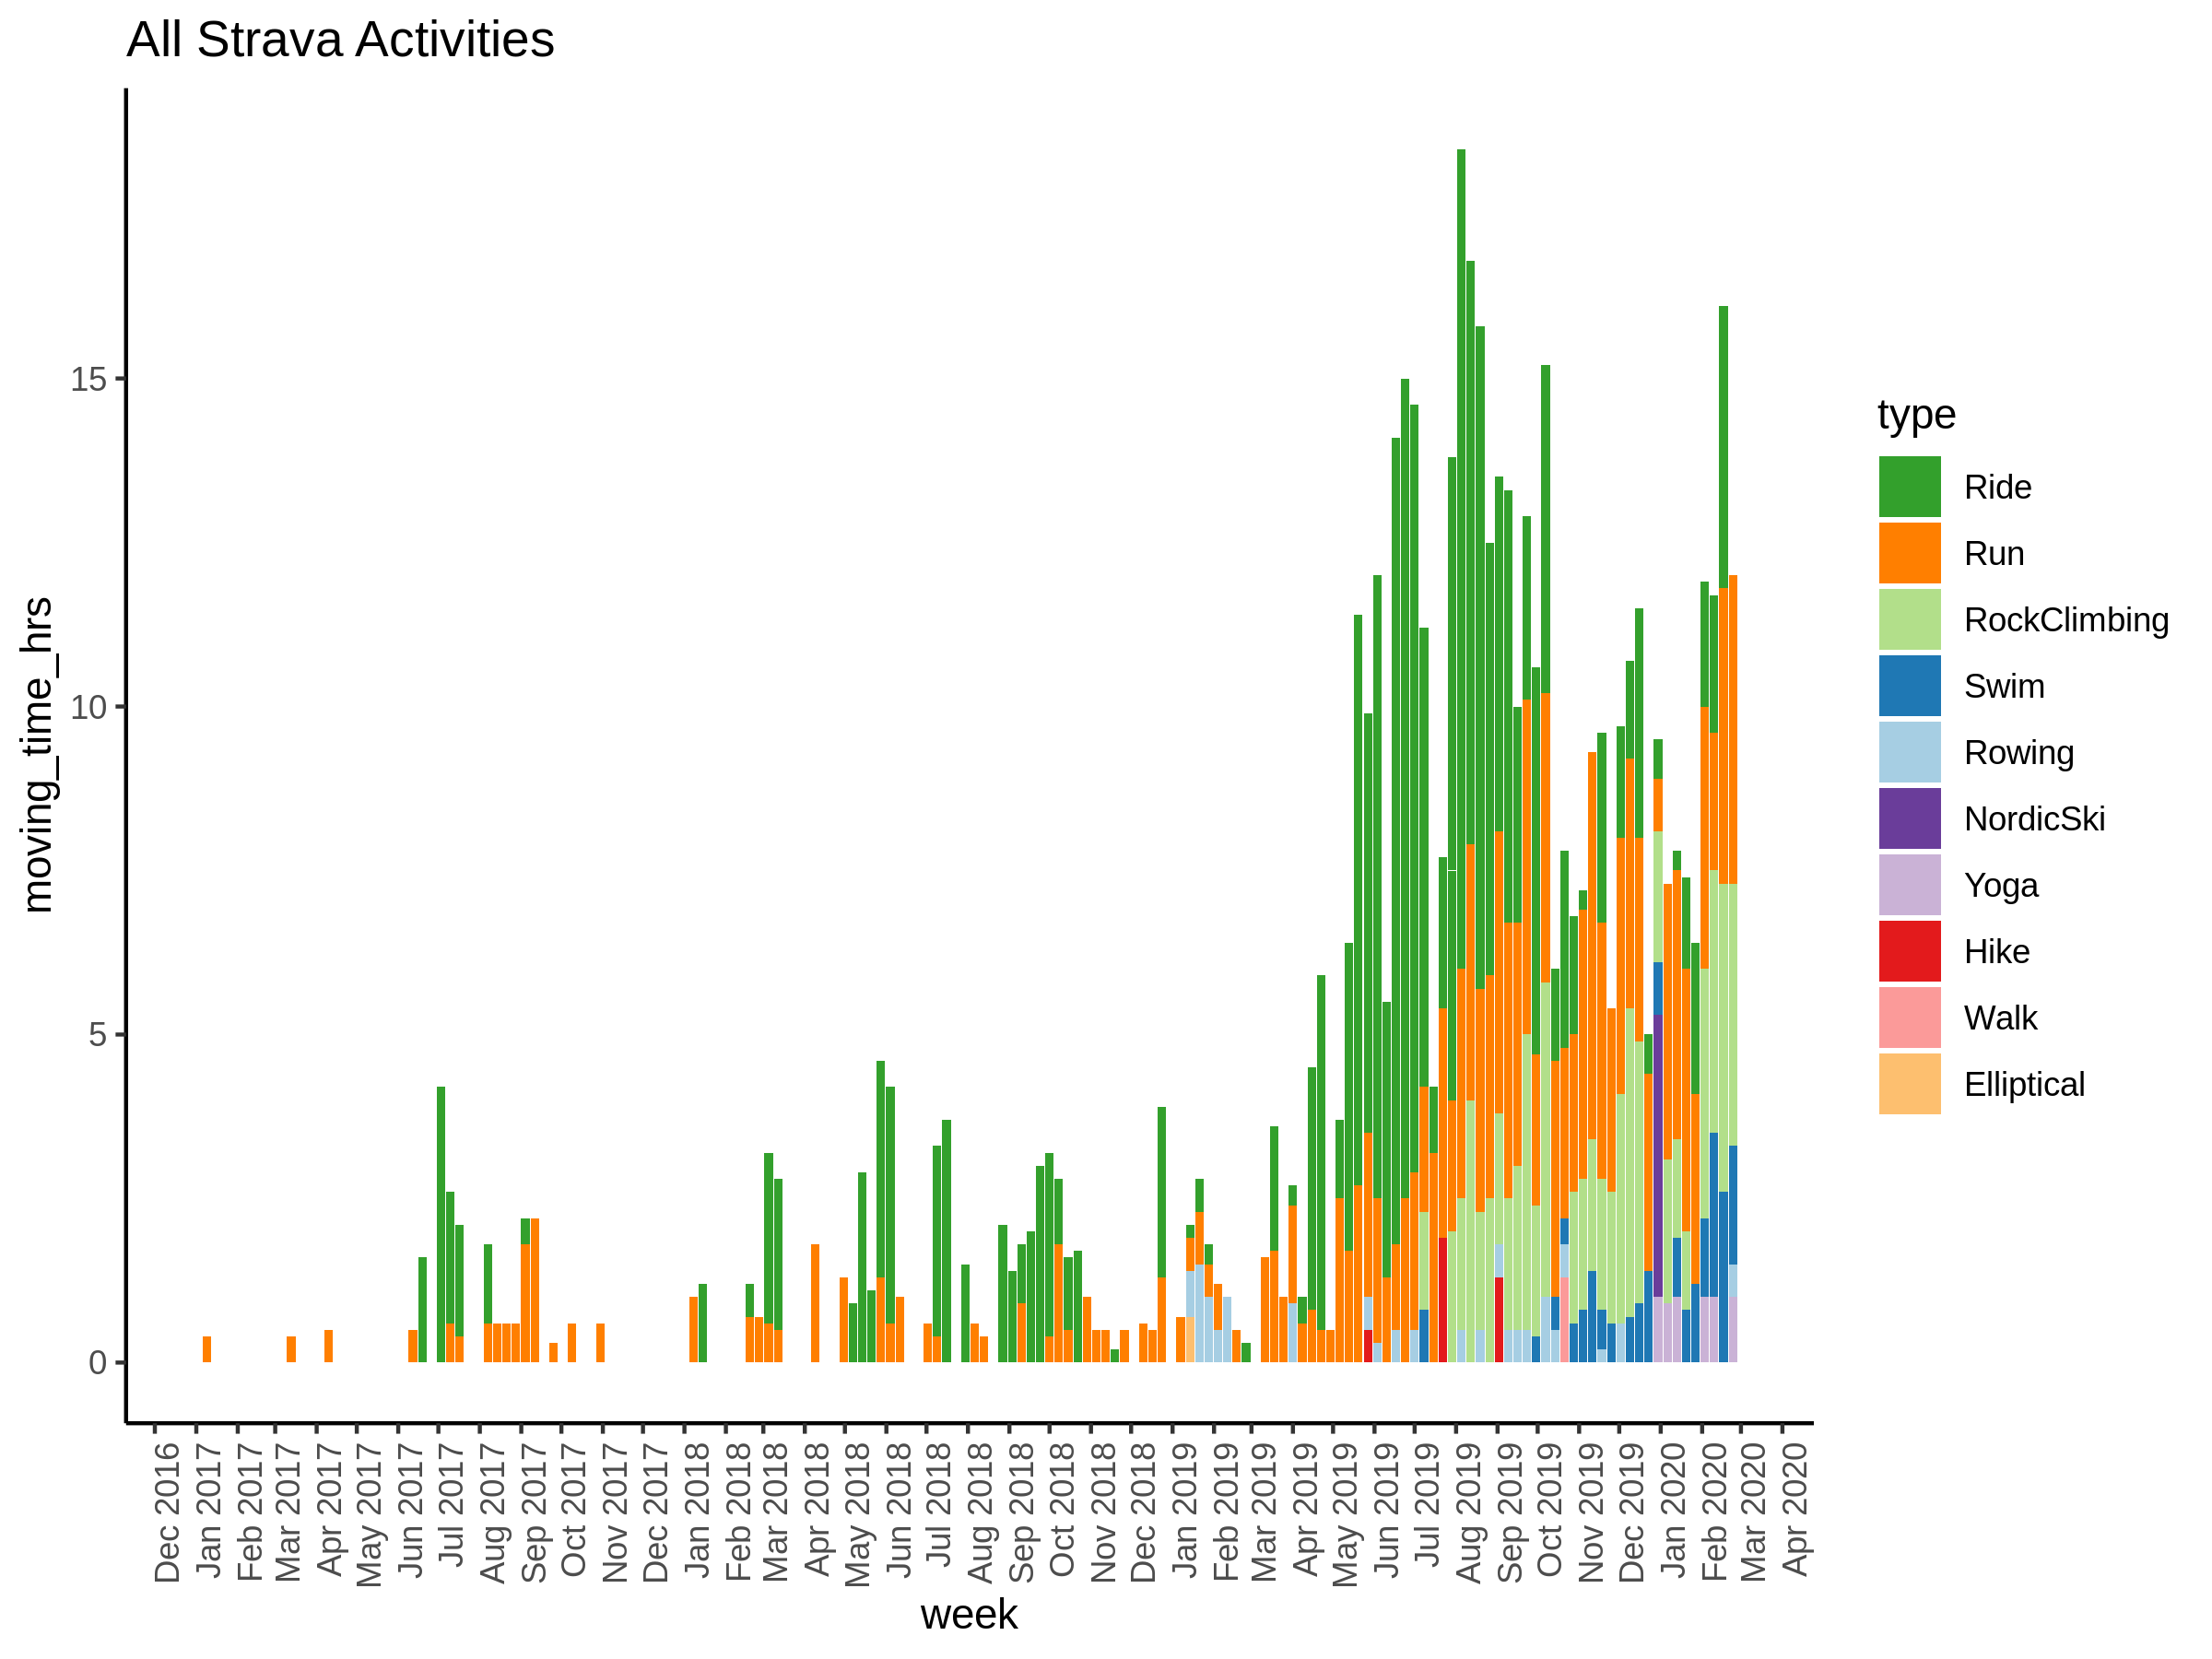 All Strava Activities
moving_time_hrs
15
10
5
0
Dec 2016
Jan 2017
Feb 2017
Mar 2017
Apr 2017
May 2017
Jun 2017
Jul 2017
Aug 2017
Sep 2017
Oct 2017
Nov 2017
Dec 2017
Jan 2018
Feb 2018
Mar 2018
Apr 2018
May 2018
Jun 2018
Jul 2018
Aug 2018
Sep 2018
Oct 2018
Nov 2018
Dec 2018
Jan 2019
Feb 2019
Mar 2019
Apr 2019
May 2019
Jun 2019
Jul 2019
Aug 2019
Sep 2019
Oct 2019
Nov 2019
Dec 2019
Jan 2020
Feb 2020
Mar 2020
Apr 2020
week
type
Ride
Run
RockClimbing
Swim
Rowing
NordicSki
Yoga
Hike
Walk
Elliptical